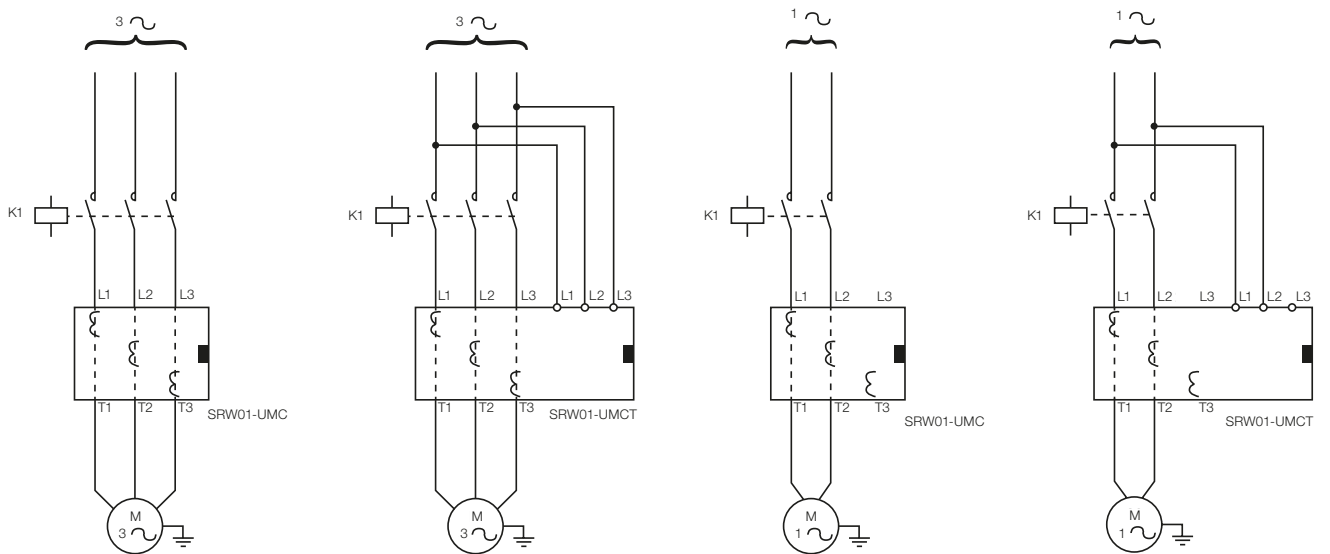 3
K1
L1 L2 L3
T1 T2 T3
SRW01-UMC
M
3
3
K1
L1 L2 L3 L1 L2 L3
T1 T2 T3
SRW01-UMCT
M
3
1
K1
L1 L2 L3
T1 T2 T3
SRW01-UMC
M
1
1
K1
L1 L2 L3 L1 L2 L3
T1 T2 T3
SRW01-UMCT
M
1